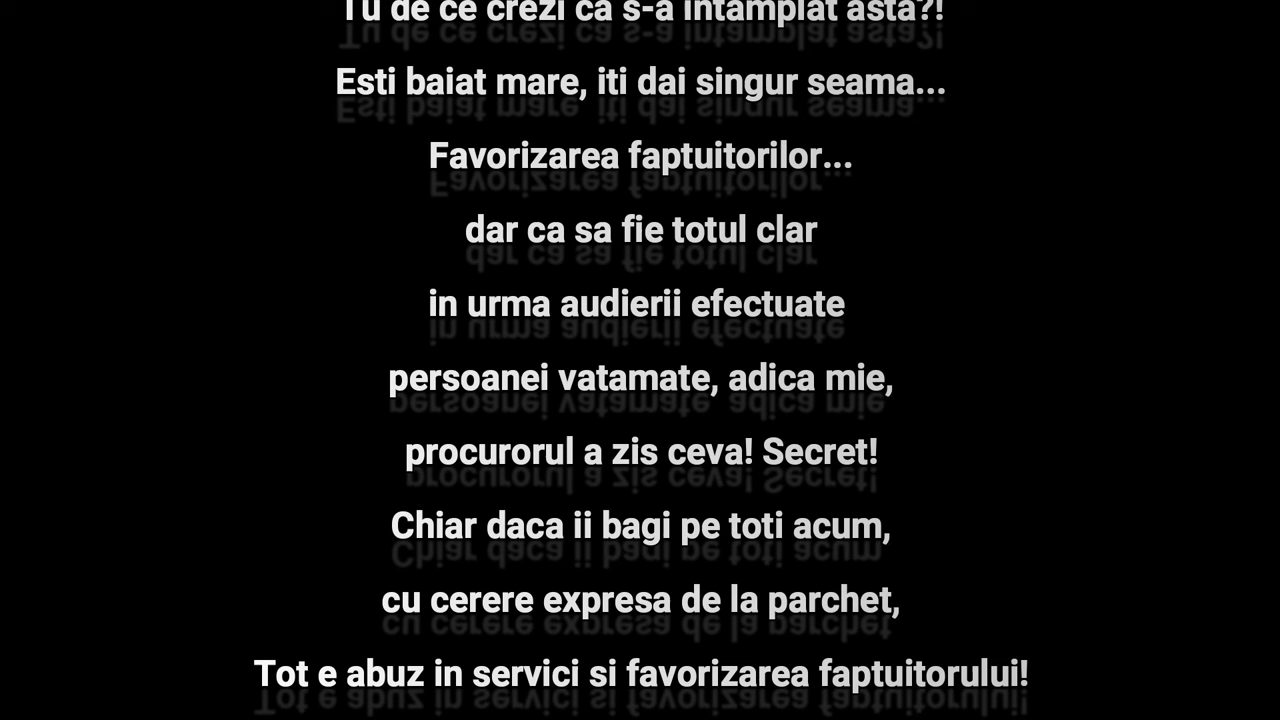 Tu de ce crezi ca s-a intamplat asta?!
Esti baiat mare, iti dai singur seama...
Favorizarea faptuitorilor...
dar ca sa fie totul clar
in urma audierii efectuate
persoanei vatamate, adica mie,
procurorul a zis ceva! Secret!
Chiar daca ii bagi pe toti acum,
cu cerere expresa de la parchet,
Tot e abuz in servici si favorizarea faptuitorului!